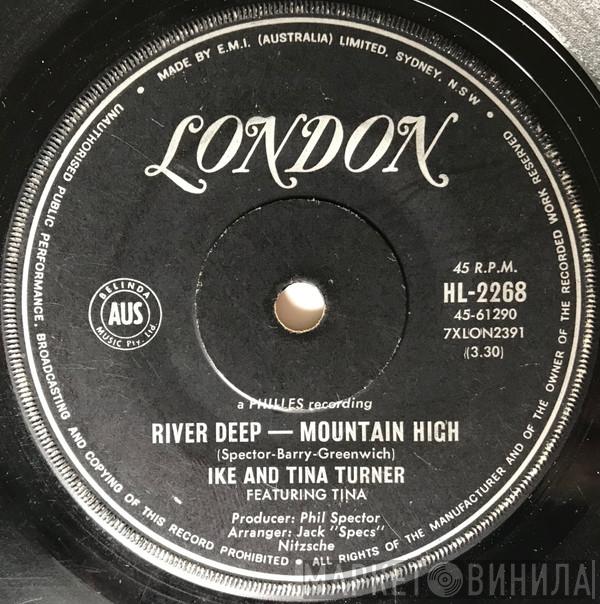 • MADE BY E.M.I. (AUSTRALIA) LIMITED, SYDNEY, N.S.W •
LONDON
BELINDA
AUS
MUSIC Pty. Ltd.
45 R.P.M.
HL-2268
45-61290
7XLON2391
(3.30)
a PHILLES recording
RIVER DEEP — MOUNTAIN HIGH
(Spector-Barry-Greenwich)
IKE AND TINA TURNER
FEATURING TINA
Producer: Phil Spector
Arranger: Jack "Specs"
Nitzsche
UNAUTHORISED PUBLIC PERFORMANCE, BROADCASTING AND COPYING OF THIS RECORD PROHIBITED • ALL RIGHTS OF THE MANUFACTURER AND OF THE OWNER OF THE RECORDED WORK RESERVED
МАРКЕТ ВИНИЛА